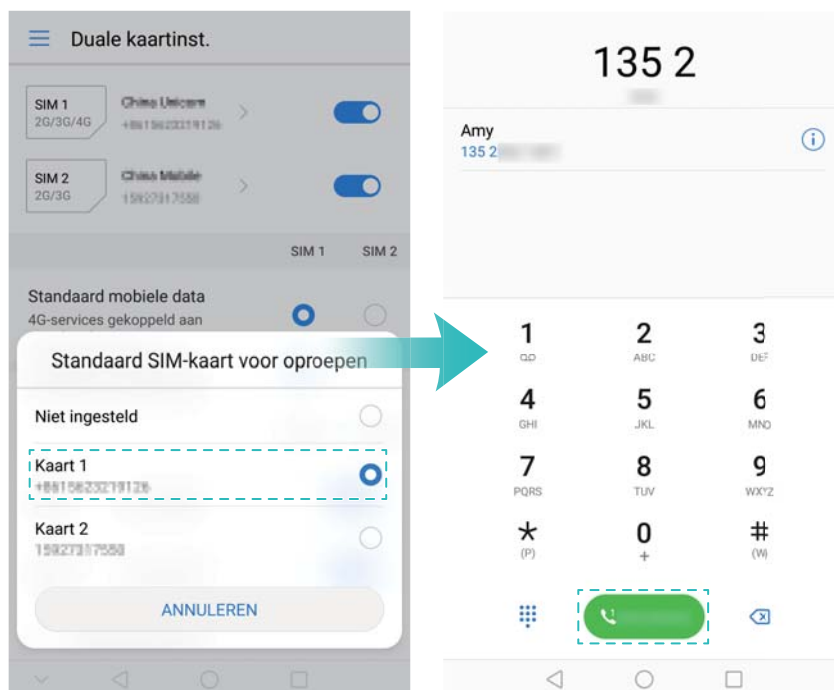 Duale kaartinst.
SIM 1
2G/3G/4G
China Unicom
SIM 2
2G/3G
China Mobile
SIM 1 SIM 2
Standaard mobiele data
4G-services gekoppeld aan
Standaard SIM-kaart voor oproepen
Niet ingesteld
Kaart 1
Kaart 2
ANNULEREN
135 2
Amy
135 2
1 2 3
ABC DEF
4 5 6
GHI JKL MNO
7 8 9
PQRS TUV WXYZ
* 0 #
(P) + (W)
1